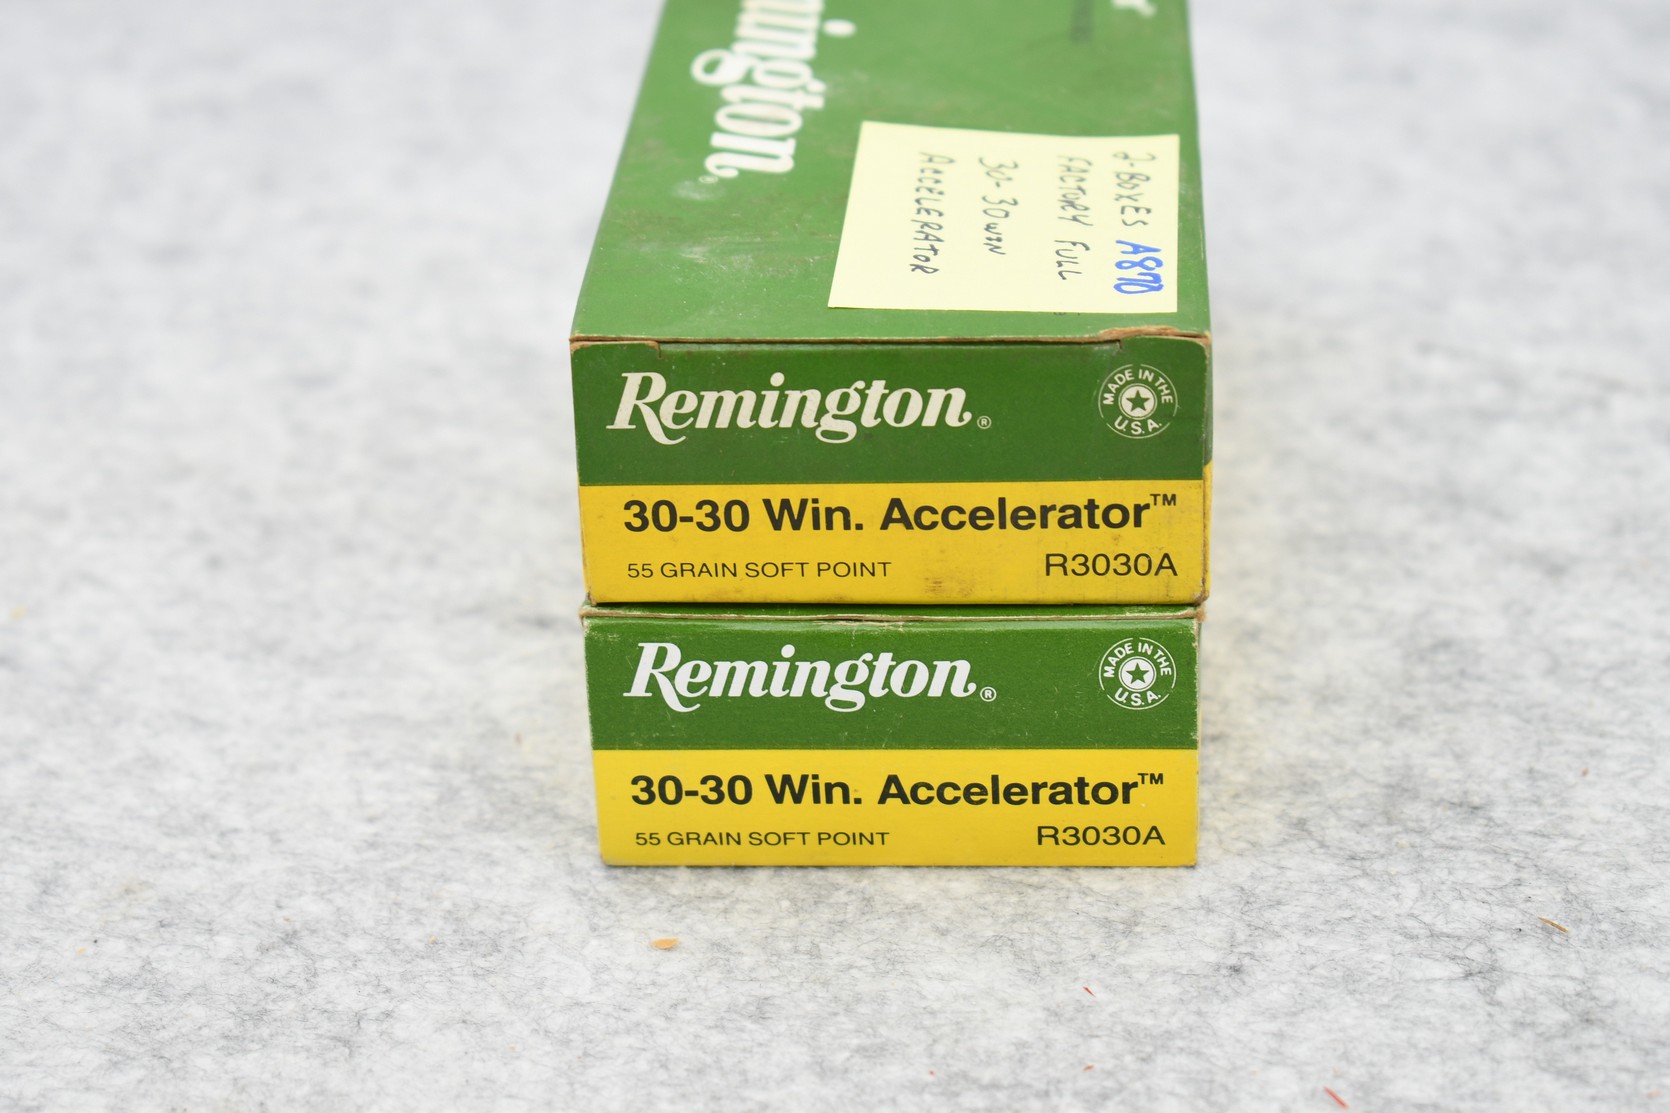 mington®
2-BOXES A870
FACTORY FULL
30-30 WIN
ACCELERATOR
Remington®
MADE IN THE
U.S.A.
30-30 Win. Accelerator™
55 GRAIN SOFT POINT
R3030A
Remington®
MADE IN THE
U.S.A.
30-30 Win. Accelerator™
55 GRAIN SOFT POINT
R3030A